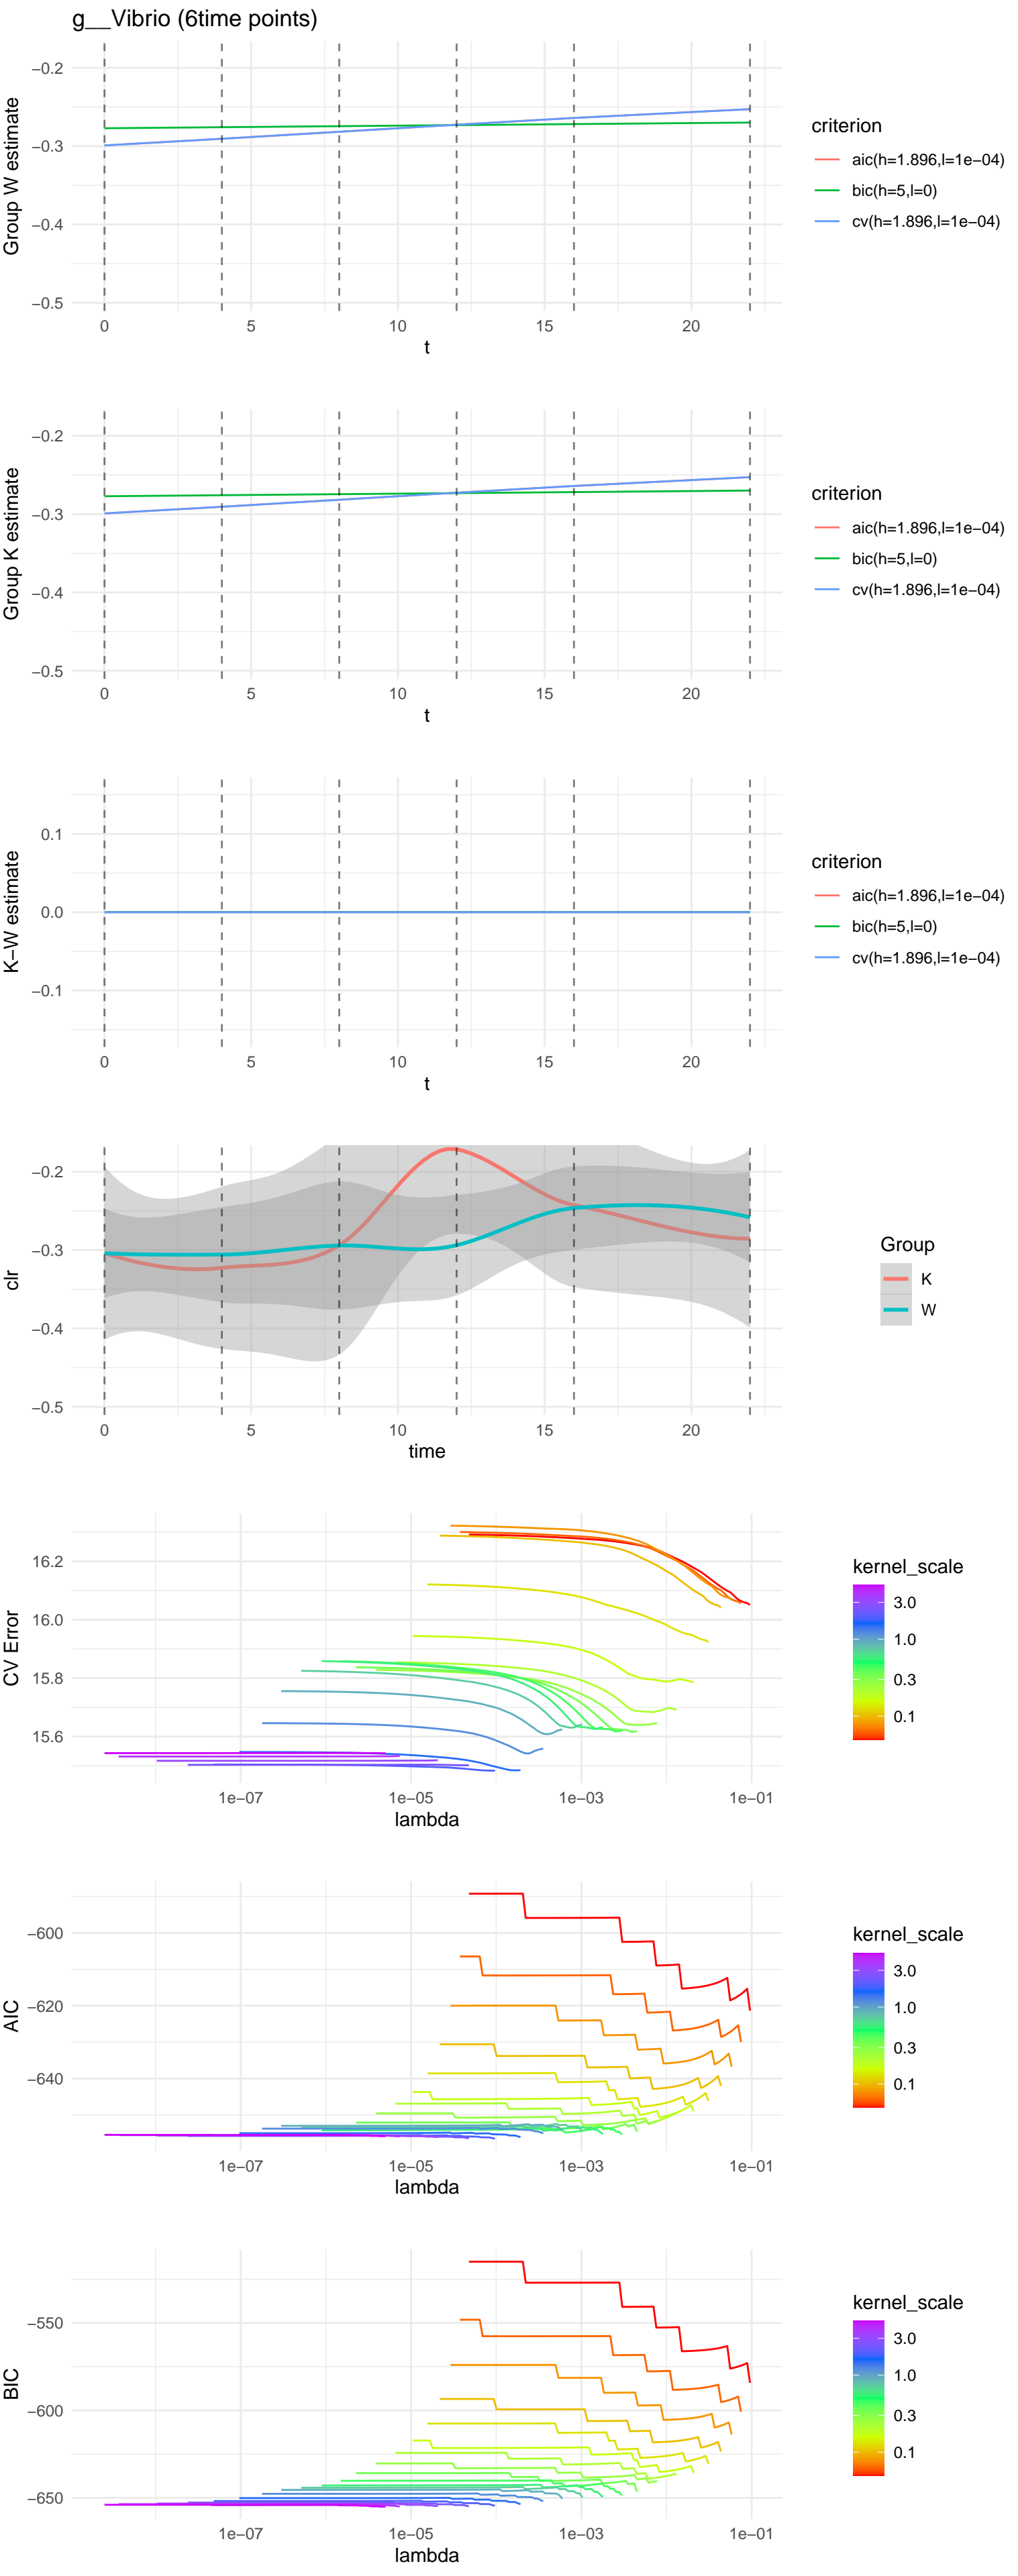 g__Vibrio (6time points)
Group W estimate
−0.2
−0.3
−0.4
−0.5
0 5 10 15 20
t
criterion
aic(h=1.896,l=1e−04)
bic(h=5,l=0)
cv(h=1.896,l=1e−04)
Group K estimate
−0.2
−0.3
−0.4
−0.5
0 5 10 15 20
t
criterion
aic(h=1.896,l=1e−04)
bic(h=5,l=0)
cv(h=1.896,l=1e−04)
K−W estimate
0.1
0.0
−0.1
0 5 10 15 20
t
criterion
aic(h=1.896,l=1e−04)
bic(h=5,l=0)
cv(h=1.896,l=1e−04)
clr
−0.2
−0.3
−0.4
−0.5
0 5 10 15 20
time
Group
K
W
CV Error
16.2
16.0
15.8
15.6
1e−07 1e−05 1e−03 1e−01
lambda
kernel_scale
3.0
1.0
0.3
0.1
AIC
−600
−620
−640
1e−07 1e−05 1e−03 1e−01
lambda
kernel_scale
3.0
1.0
0.3
0.1
BIC
−550
−600
−650
1e−07 1e−05 1e−03 1e−01
lambda
kernel_scale
3.0
1.0
0.3
0.1